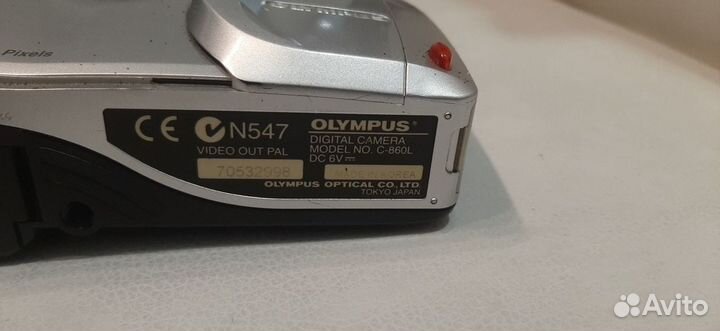 Pixels
CE N547
VIDEO OUT PAL
70532998
OLYMPUS
DIGITAL CAMERA
MODEL NO. C-860L
DC 6V
MADE IN KOREA
OLYMPUS OPTICAL CO., LTD.
TOKYO JAPAN
Avito